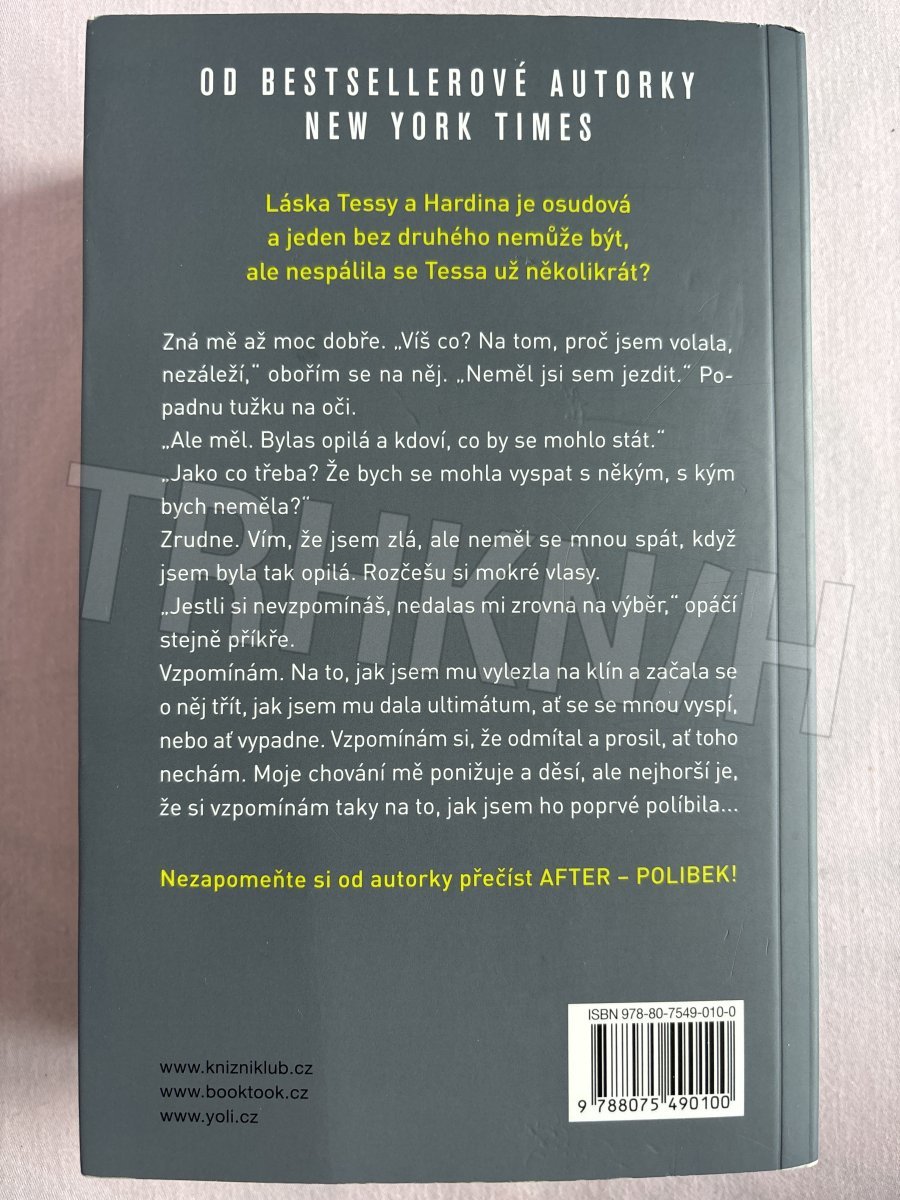 OD BESTSELLEROVÉ AUTORKY
NEW YORK TIMES
Láska Tessy a Hardina je osudová
a jeden bez druhého nemůže být,
ale nespálila se Tessa už několikrát?
Zná mě až moc dobře. „Víš co? Na tom, proč jsem volala,
nezáleží,“ obořím se na něj. „Neměl jsi sem jezdit.“ Po-
padnu tužku na oči.
„Ale měl. Bylas opilá a kdoví, co by se mohlo stát.“
„Jako co třeba? Že bych se mohla vyspat s někým, s kým
bych neměla?“
Zrudne. Vím, že jsem zlá, ale neměl se mnou spát, když
jsem byla tak opilá. Rozčešu si mokré vlasy.
„Jestli si nevzpomínáš, nedalas mi zrovna na výběr,“ opáčí
stejně příkře.
Vzpomínám. Na to, jak jsem mu vylezla na klín a začala se
o něj třít, jak jsem mu dala ultimátum, ať se se mnou vyspí,
nebo ať vypadne. Vzpomínám si, že odmítal a prosil, ať toho
nechám. Moje chování mě ponižuje a děsí, ale nejhorší je,
že si vzpomínám taky na to, jak jsem ho poprvé políbila...
Nezapomeňte si od autorky přečíst AFTER – POLIBEK!
ISBN 978-80-7549-010-0
9 788075 490100
www.knizniklub.cz
www.booktook.cz
www.yoli.cz
TRHKNIH